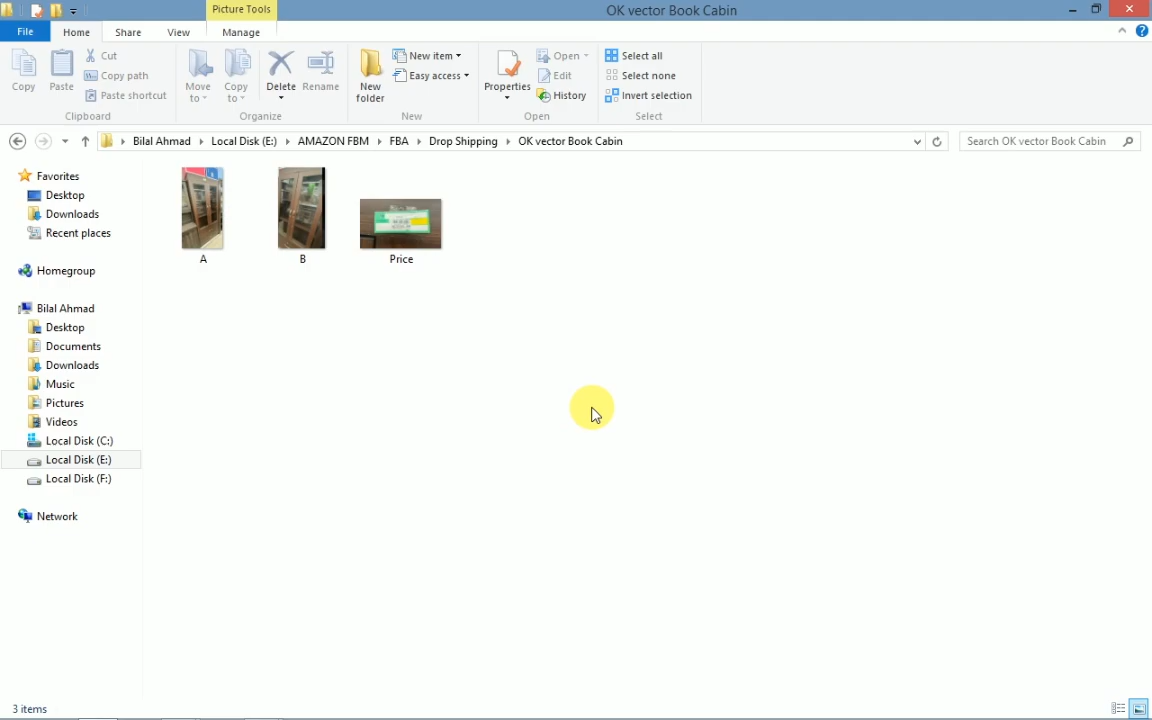 Picture Tools
OK vector Book Cabin
File
Home
Share
View
Manage
Copy
Paste
Cut
Copy path
Paste shortcut
Clipboard
Move to
Copy to
Delete
Rename
Organize
New folder
New item
Easy access
New
Properties
Open
Edit
History
Open
Select all
Select none
Invert selection
Select
Bilal Ahmad
Local Disk (E:)
AMAZON FBM
FBA
Drop Shipping
OK vector Book Cabin
Search OK vector Book Cabin
Favorites
Desktop
Downloads
Recent places
Homegroup
Bilal Ahmad
Desktop
Documents
Downloads
Music
Pictures
Videos
Local Disk (C:)
Local Disk (E:)
Local Disk (F:)
Network
A
B
Price
3 items